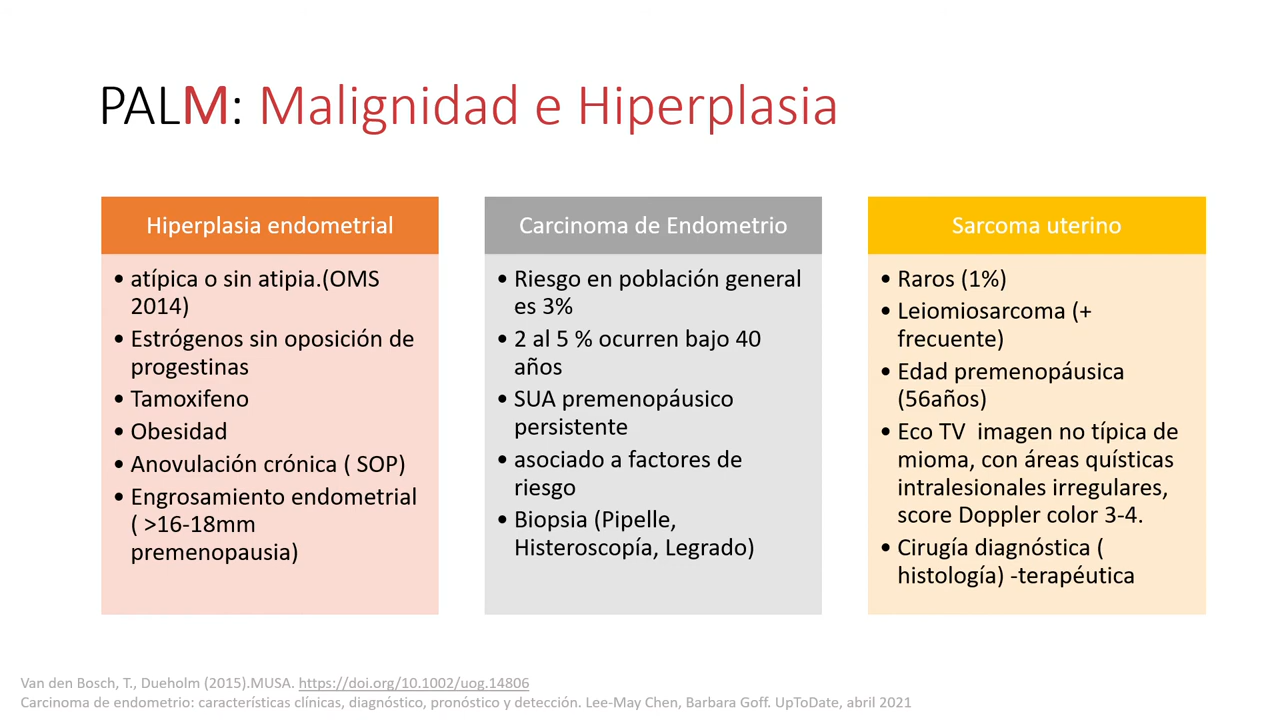 PALM: Malignidad e Hiperplasia
Hiperplasia endometrial
• atípica o sin atipia.(OMS
2014)
• Estrógenos sin oposición de
progestinas
• Tamoxifeno
• Obesidad
• Anovulación crónica ( SOP)
• Engrosamiento endometrial
( >16-18mm
premenopausia)
Carcinoma de Endometrio
• Riesgo en población general
es 3%
• 2 al 5 % ocurren bajo 40
años
• SUA premenopáusico
persistente
• asociado a factores de
riesgo
• Biopsia (Pipelle,
Histeroscopía, Legrado)
Sarcoma uterino
• Raros (1%)
• Leiomiosarcoma (+
frecuente)
• Edad premenopáusica
(56años)
• Eco TV  imagen no típica de
mioma, con áreas quísticas
intralesionales irregulares,
score Doppler color 3-4.
• Cirugía diagnóstica (
histología) -terapéutica
Van den Bosch, T., Dueholm (2015).MUSA. https://doi.org/10.1002/uog.14806
Carcinoma de endometrio: características clínicas, diagnóstico, pronóstico y detección. Lee-May Chen, Barbara Goff. UpToDate, abril 2021